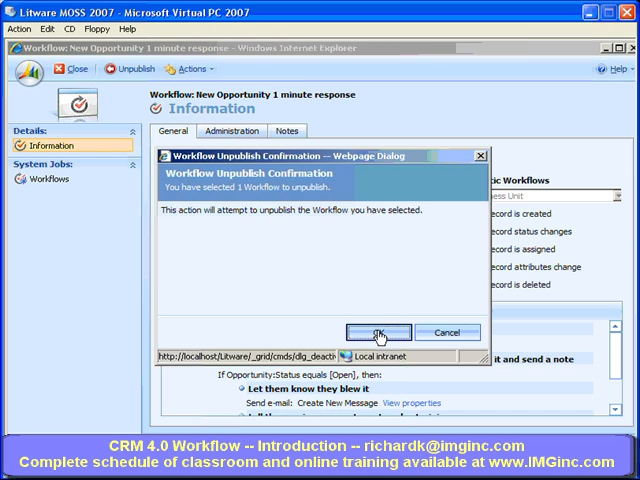 Litware MOSS 2007 - Microsoft Virtual PC 2007
Action Edit CD Floppy Help
Workflow: New Opportunity 1 minute response - Windows Internet Explorer
Close Unpublish Actions Help
Workflow: New Opportunity 1 minute response
Information
Details:
Information
System Jobs:
Workflows
General Administration Notes
Workflow Unpublish Confirmation -- Webpage Dialog
Workflow Unpublish Confirmation
You have selected 1 Workflow to unpublish.
This action will attempt to unpublish the Workflow you have selected.
OK Cancel
http://localhost/Litware/_grid/cmds/dlg_deactiv Local intranet
tic Workflows
ness Unit
ecord is created
ecord status changes
ecord is assigned
ecord attributes change
ecord is deleted
it and send a note
If Opportunity:Status equals [Open], then:
Let them know they blew it
Send e-mail: Create New Message View properties
CRM 4.0 Workflow -- Introduction -- richardk@imginc.com
Complete schedule of classroom and online training available at www.IMGinc.com